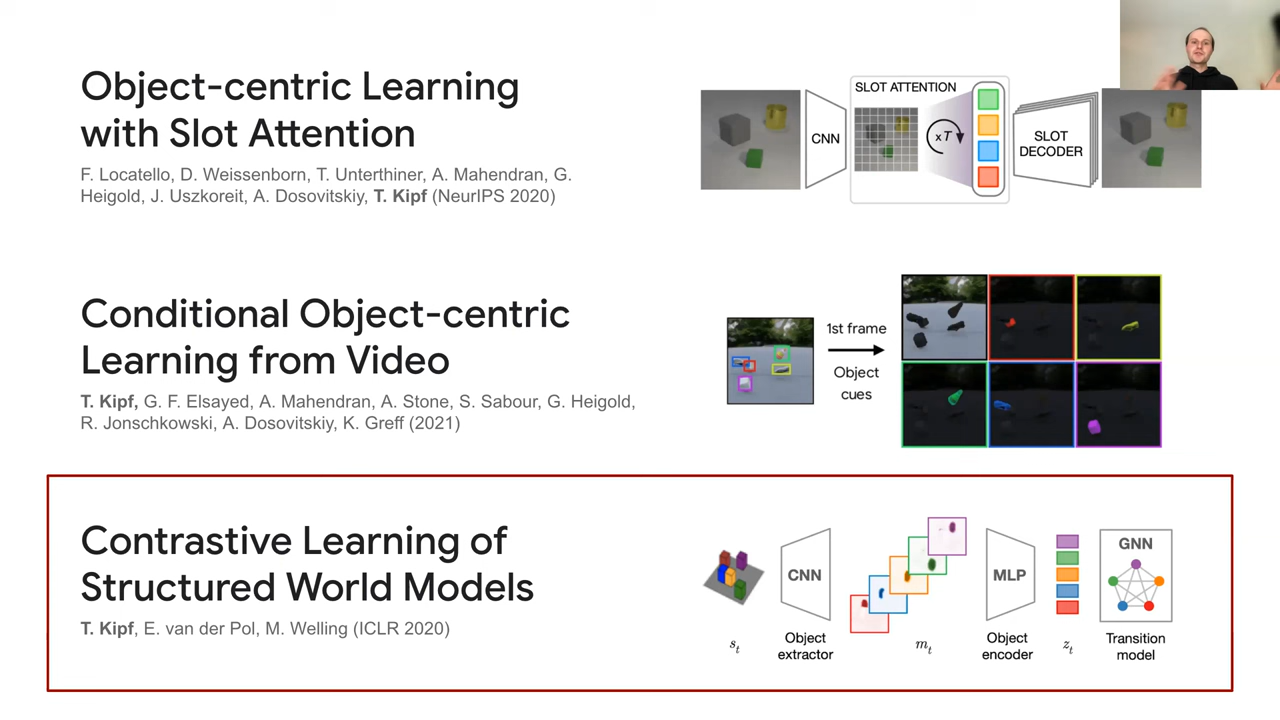 Object-centric Learning
with Slot Attention
F. Locatello, D. Weissenborn, T. Unterthiner, A. Mahendran, G.
Heigold, J. Uszkoreit, A. Dosovitskiy, T. Kipf (NeurIPS 2020)
CNN
SLOT ATTENTION
x T
SLOT
DECODER
Conditional Object-centric
Learning from Video
T. Kipf, G. F. Elsayed, A. Mahendran, A. Stone, S. Sabour, G. Heigold,
R. Jonschkowski, A. Dosovitskiy, K. Greff (2021)
1st frame
Object
cues
Contrastive Learning of
Structured World Models
T. Kipf, E. van der Pol, M. Welling (ICLR 2020)
CNN
MLP
GNN
s_t
Object
extractor
m_t
Object
encoder
z_t
Transition
model